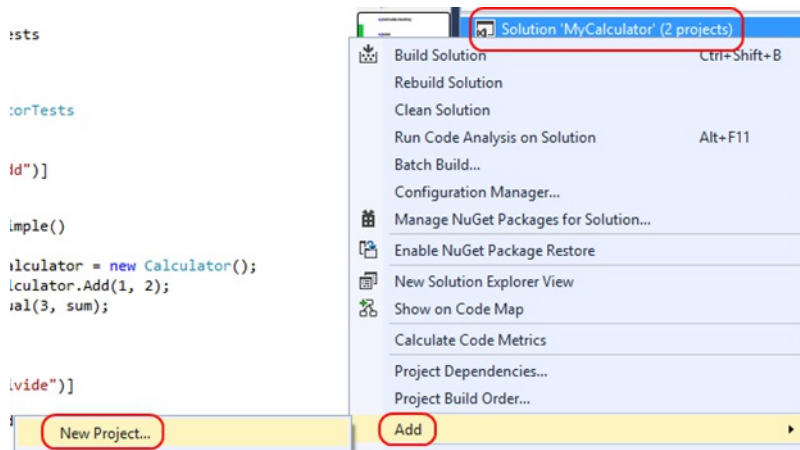 Solution 'MyCalculator' (2 projects)
Build Solution Ctrl+Shift+B
Rebuild Solution
Clean Solution
Run Code Analysis on Solution Alt+F11
Batch Build...
Configuration Manager...
Manage NuGet Packages for Solution...
Enable NuGet Package Restore
New Solution Explorer View
Show on Code Map
Calculate Code Metrics
Project Dependencies...
Project Build Order...
Add
New Project...
ests
orTests
dd")]
imple()
alculator = new Calculator();
lculator.Add(1, 2);
ual(3, sum);
ivide")]